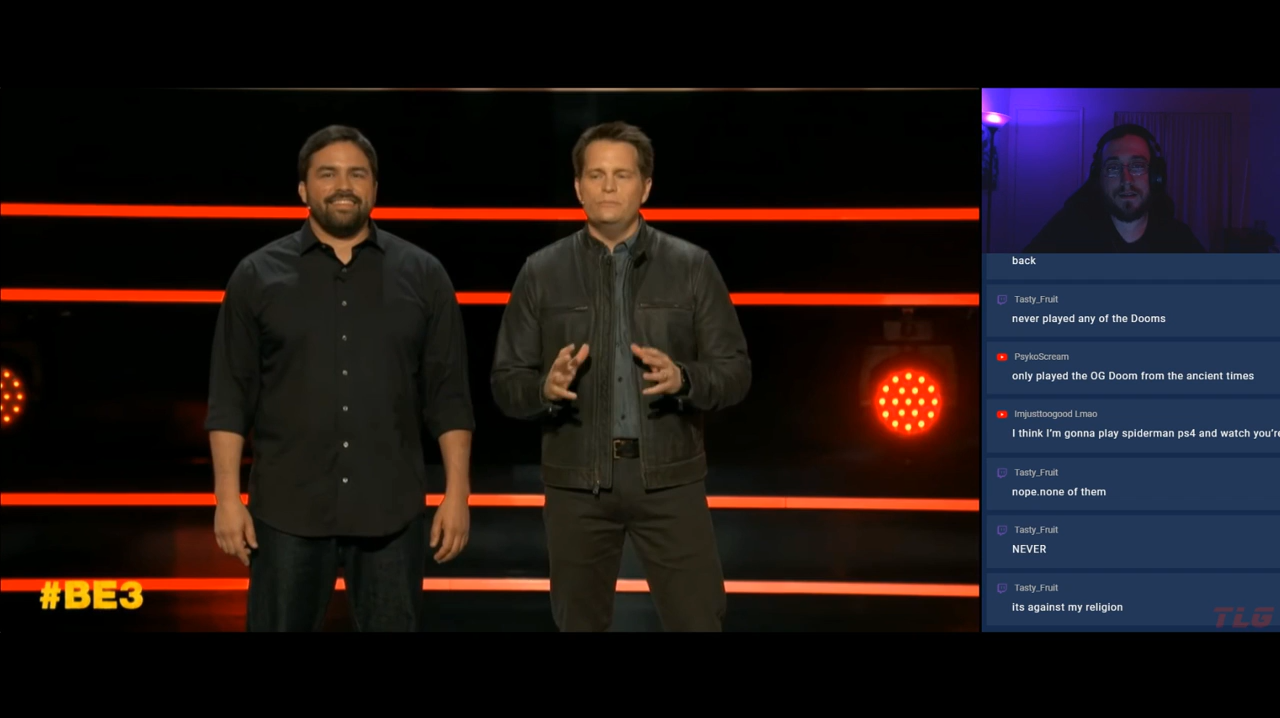 #BE3
back
Tasty_Fruit
never played any of the Dooms
PsykoScream
only played the OG Doom from the ancient times
Imjusttoogood Lmao
I think I'm gonna play spiderman ps4 and watch you're
Tasty_Fruit
nope.none of them
Tasty_Fruit
NEVER
Tasty_Fruit
its against my religion
TLG